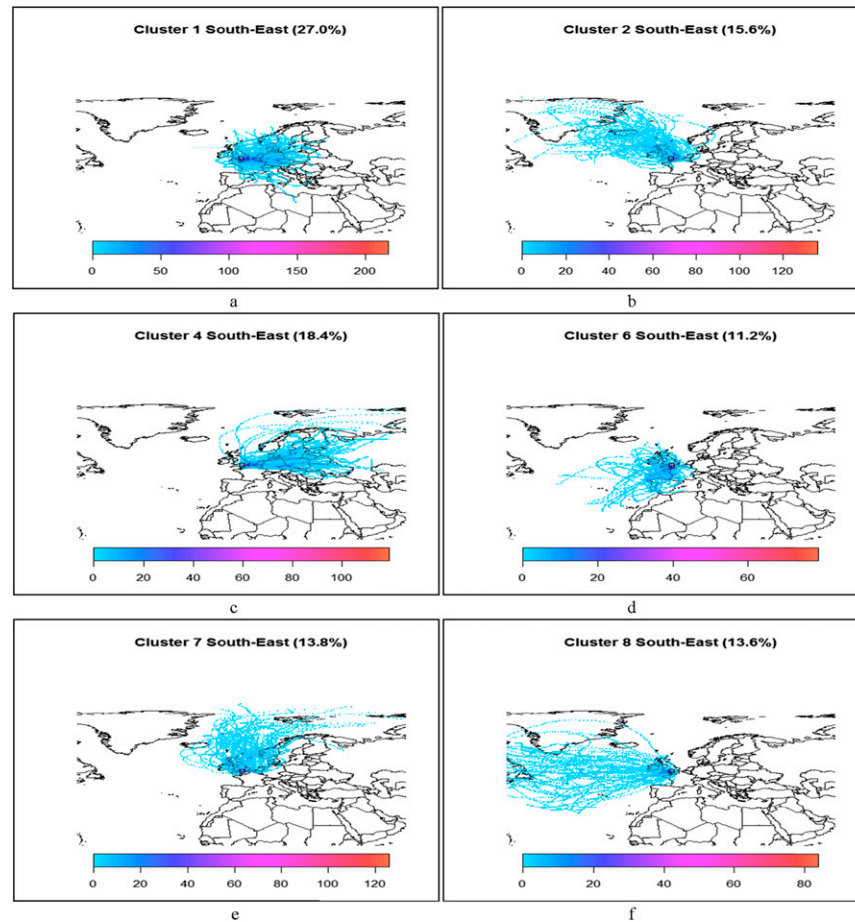 Cluster 1 South-East (27.0%)
0 50 100 150 200
a
Cluster 2 South-East (15.6%)
0 20 40 60 80 100 120
b
Cluster 4 South-East (18.4%)
0 20 40 60 80 100
c
Cluster 6 South-East (11.2%)
0 20 40 60
d
Cluster 7 South-East (13.8%)
0 20 40 60 80 100 120
e
Cluster 8 South-East (13.6%)
0 20 40 60 80
f